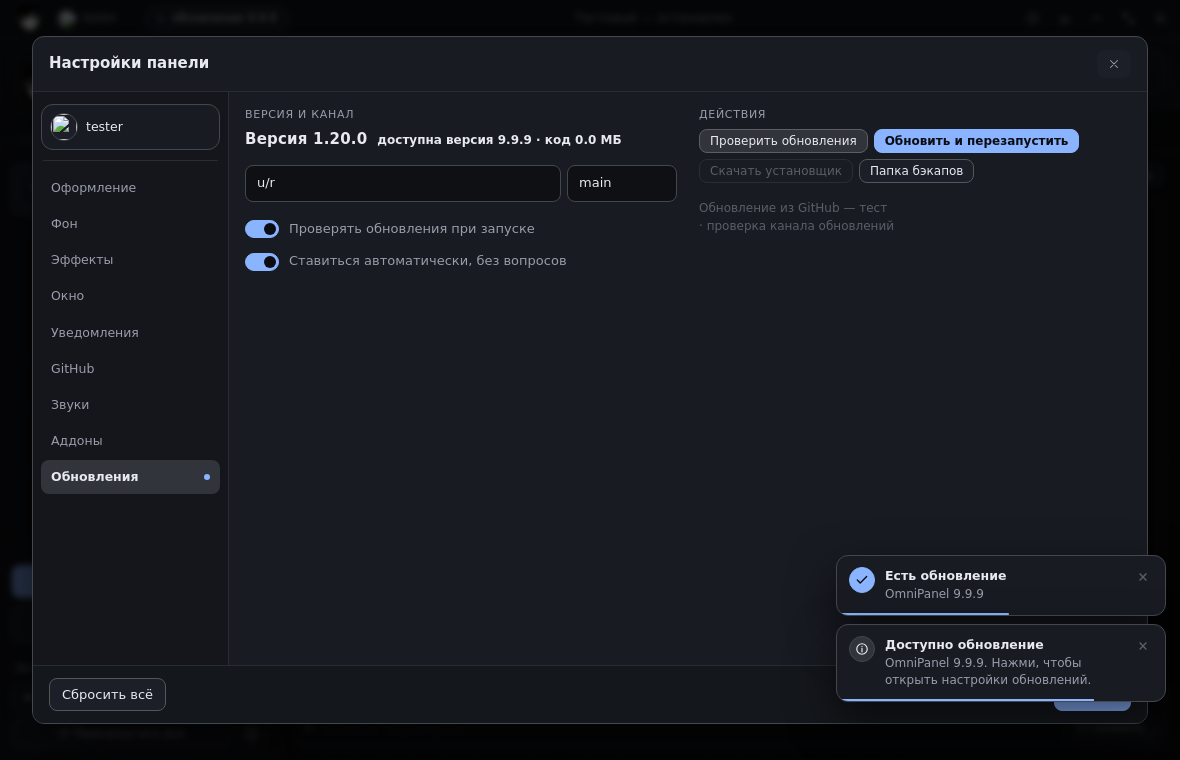 Настройки панели
tester
Оформление
Фон
Эффекты
Окно
Уведомления
GitHub
Звуки
Аддоны
Обновления
ВЕРСИЯ И КАНАЛ
Версия 1.20.0 доступна версия 9.9.9 · код 0.0 МБ
u/r main
Проверять обновления при запуске
Ставиться автоматически, без вопросов
ДЕЙСТВИЯ
Проверить обновления Обновить и перезапустить
Скачать установщик Папка бэкапов
Обновление из GitHub — тест
· проверка канала обновлений
Есть обновление
OmniPanel 9.9.9
Доступно обновление
OmniPanel 9.9.9. Нажми, чтобы
открыть настройки обновлений.
Сбросить всё